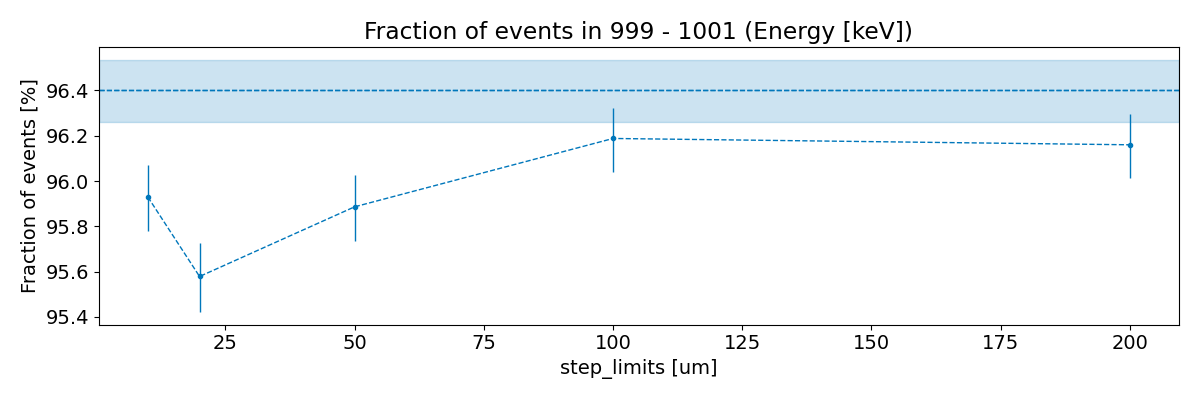 Fraction of events in 999 - 1001 (Energy [keV])
Fraction of events [%]
96.4
96.2
96.0
95.8
95.6
95.4
25 50 75 100 125 150 175 200
step_limits [um]